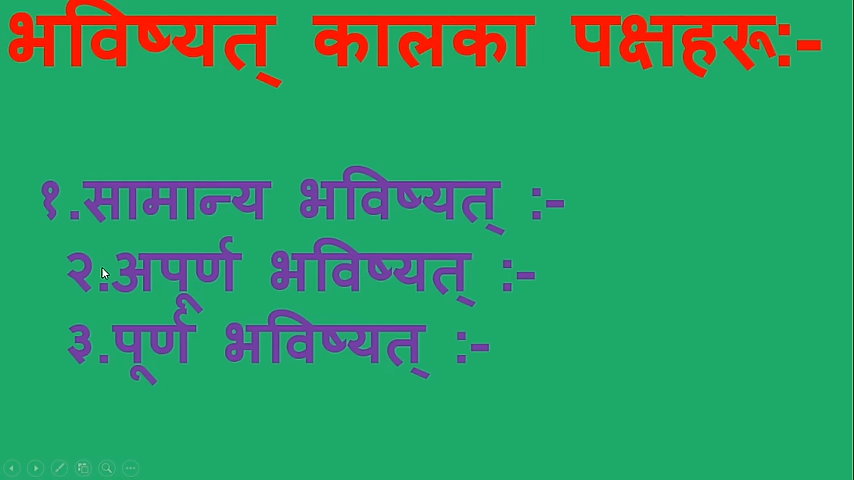 भविष्यत् कालका पक्षहरू:-
१.सामान्य भविष्यत् :-
२.अपूर्ण भविष्यत् :-
३.पूर्ण भविष्यत् :-